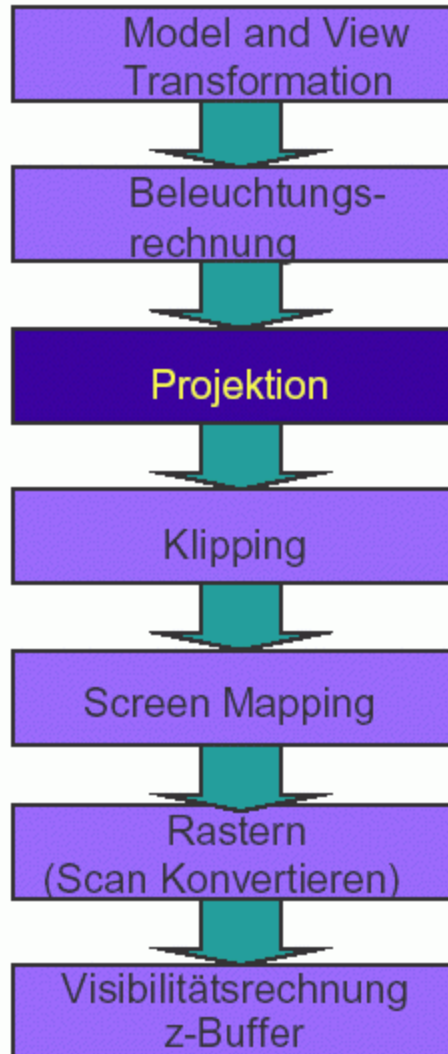 Model and View
Transformation
Beleuchtungs-
rechnung
Projektion
Klipping
Screen Mapping
Rastern
(Scan Konvertieren)
Visibilitätsrechnung
z-Buffer